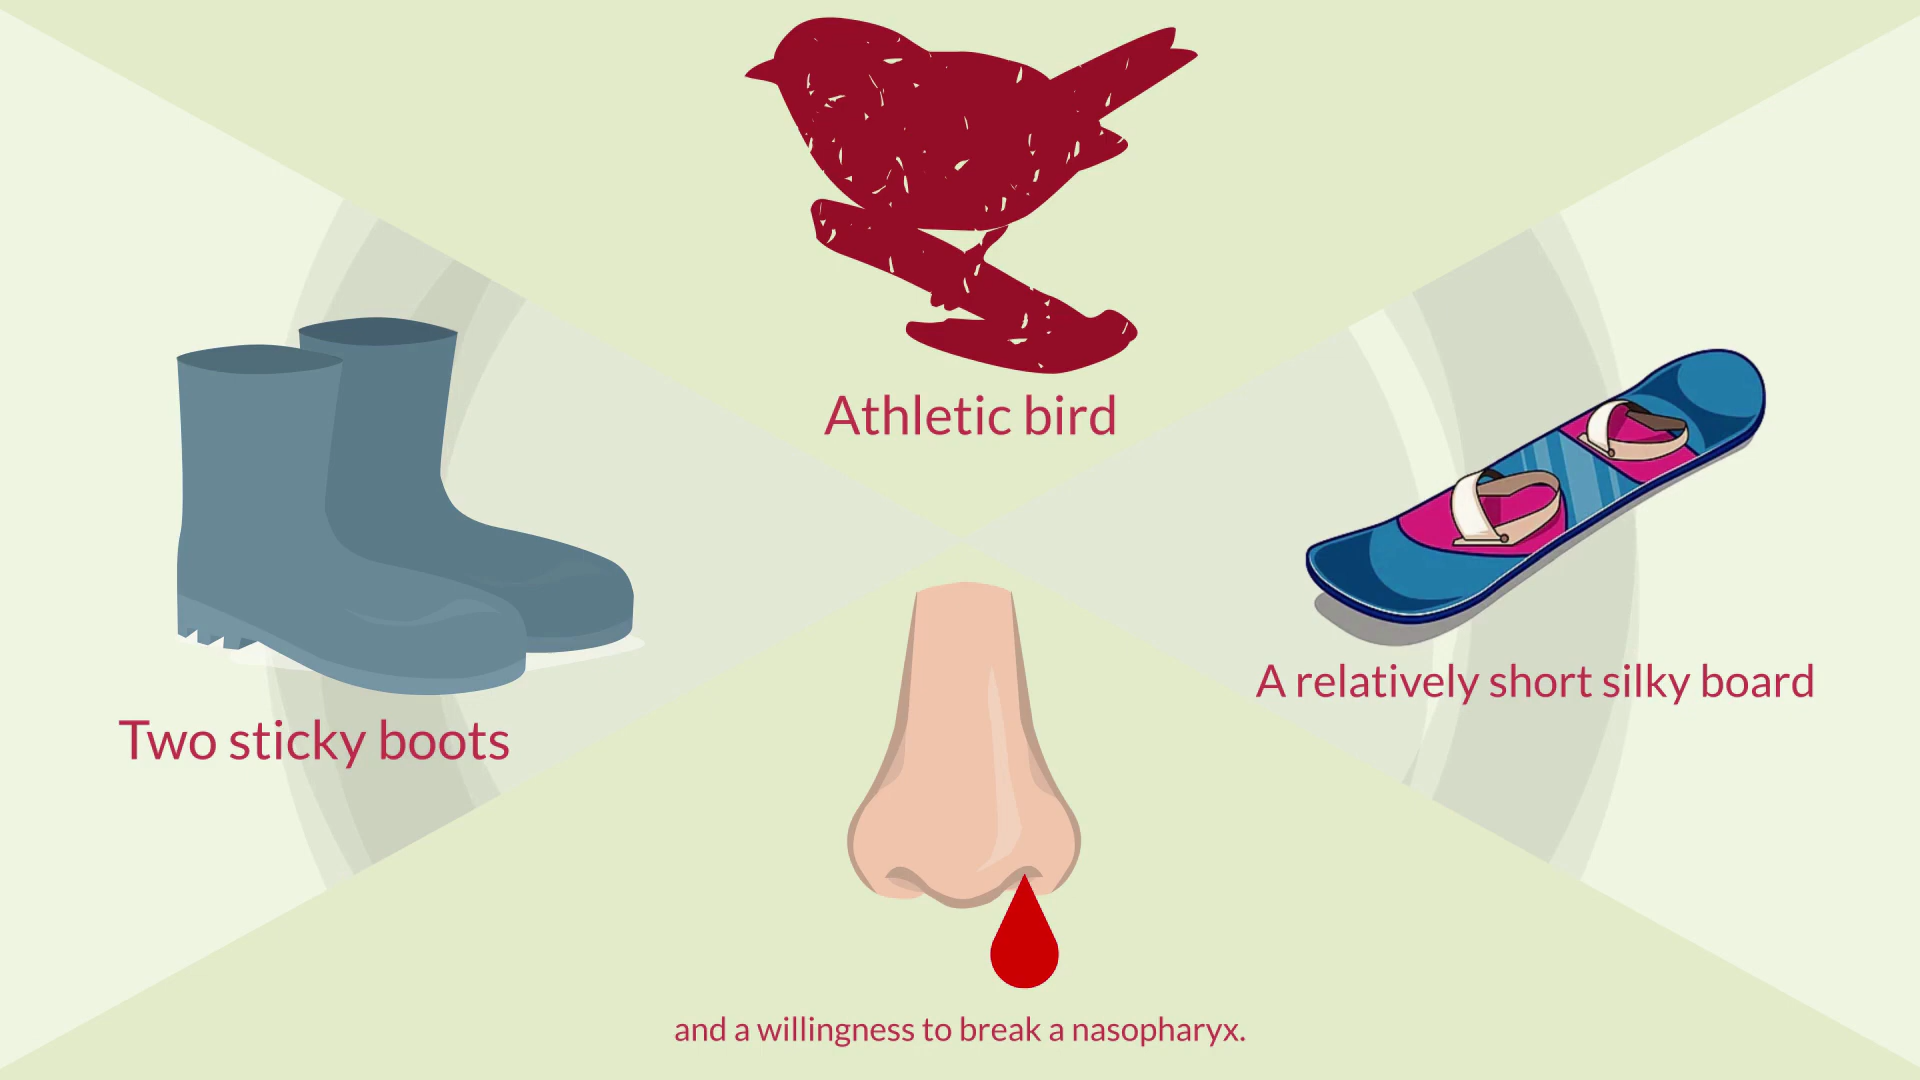 Athletic bird
Two sticky boots
A relatively short silky board
and a willingness to break a nasopharyx.